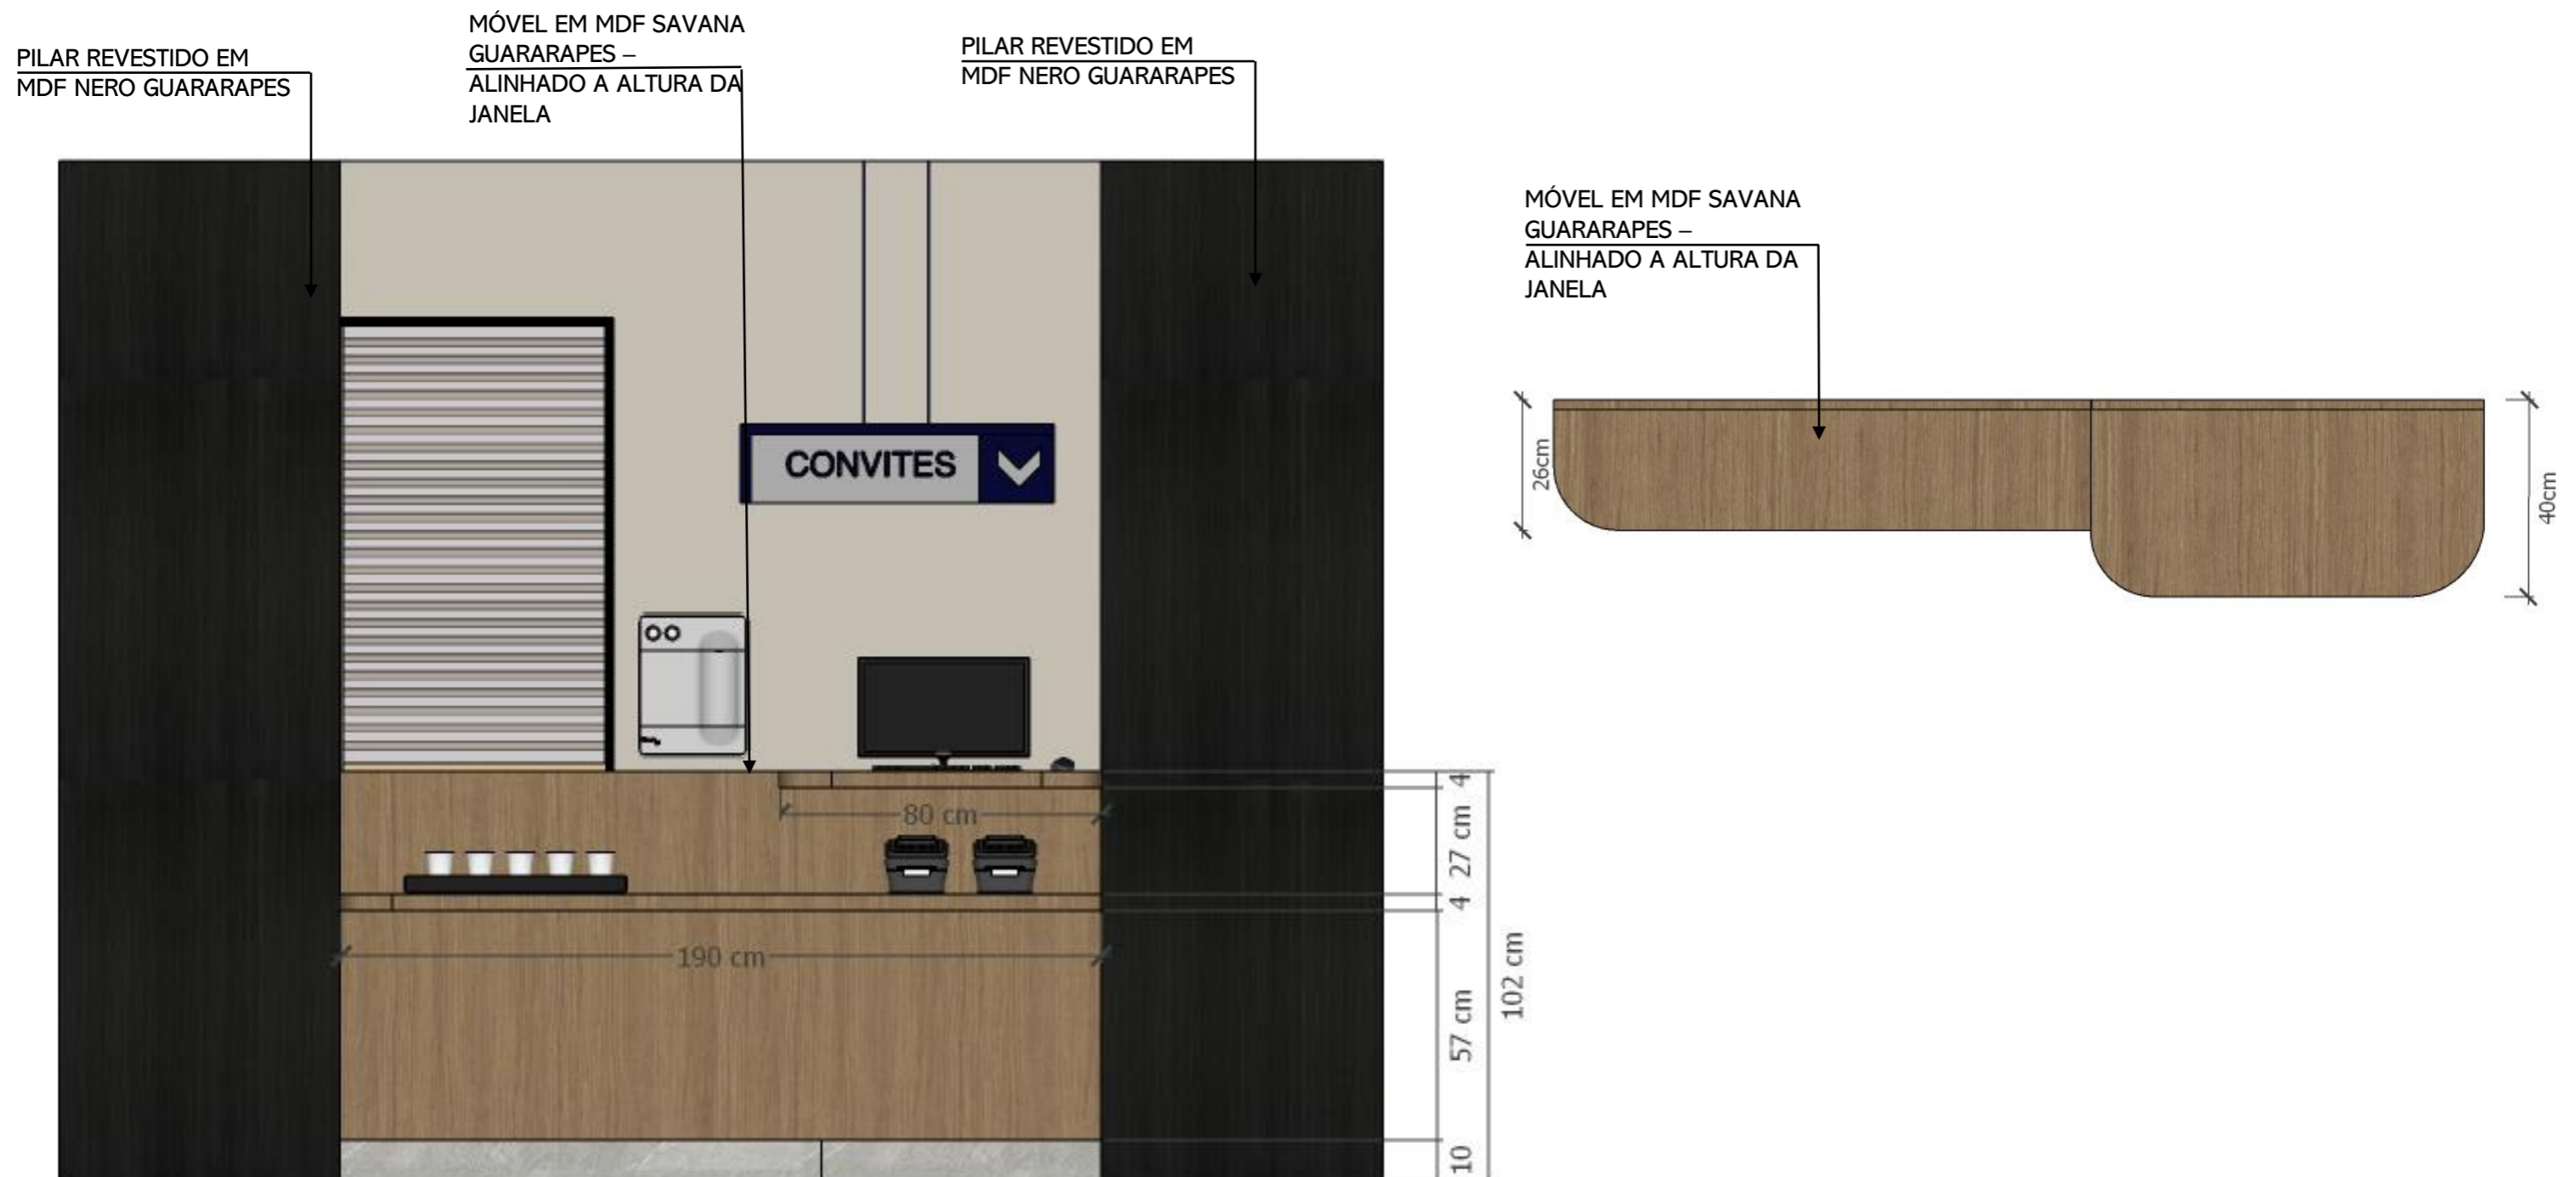 PILAR REVESTIDO EM
MDF NERO GUARARAPES
MÓVEL EM MDF SAVANA
GUARARAPES –
ALINHADO A ALTURA DA
JANELA
PILAR REVESTIDO EM
MDF NERO GUARARAPES
MÓVEL EM MDF SAVANA
GUARARAPES –
ALINHADO A ALTURA DA
JANELA
26cm
40cm
CONVITES
80 cm
190 cm
4
27 cm
4
57 cm
10
102 cm